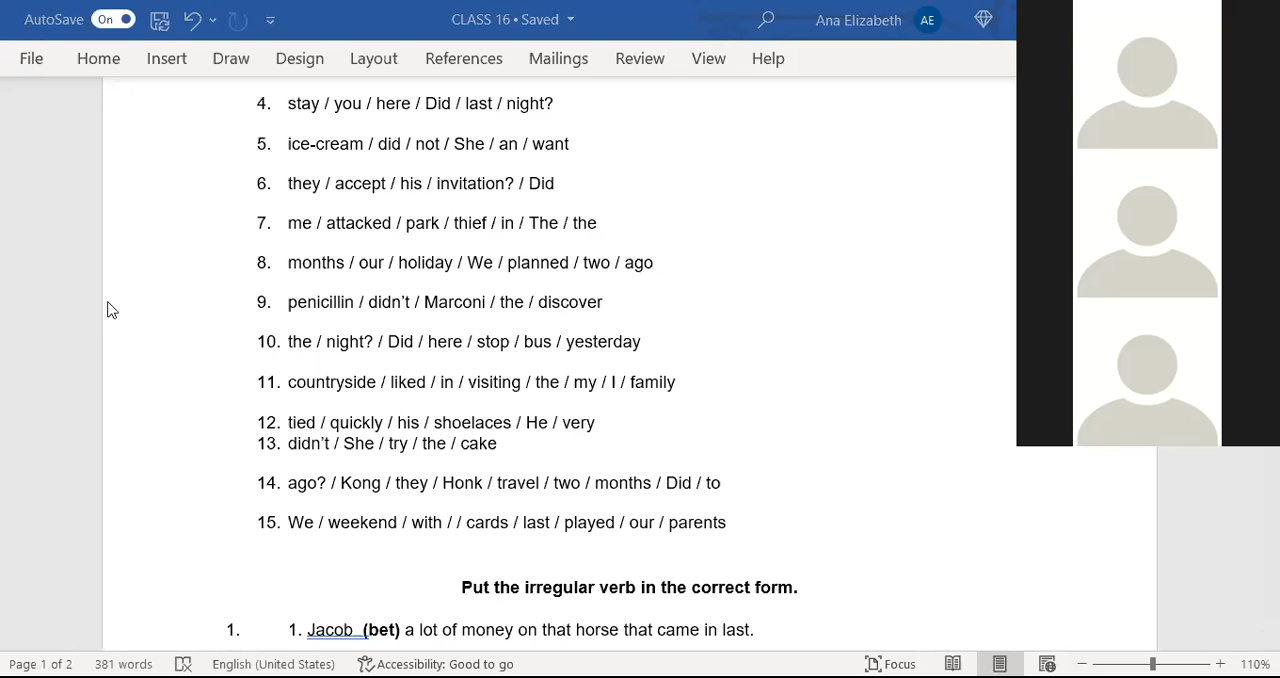 AutoSave On CLASS 16 • Saved Ana Elizabeth AE
File Home Insert Draw Design Layout References Mailings Review View Help
4. stay / you / here / Did / last / night?
5. ice-cream / did / not / She / an / want
6. they / accept / his / invitation? / Did
7. me / attacked / park / thief / in / The / the
8. months / our / holiday / We / planned / two / ago
9. penicillin / didn’t / Marconi / the / discover
10. the / night? / Did / here / stop / bus / yesterday
11. countryside / liked / in / visiting / the / my / I / family
12. tied / quickly / his / shoelaces / He / very
13. didn’t / She / try / the / cake
14. ago? / Kong / they / Honk / travel / two / months / Did / to
15. We / weekend / with / / cards / last / played / our / parents
Put the irregular verb in the correct form.
1. 1. Jacob (bet) a lot of money on that horse that came in last.
Page 1 of 2 381 words English (United States) Accessibility: Good to go Focus 110%